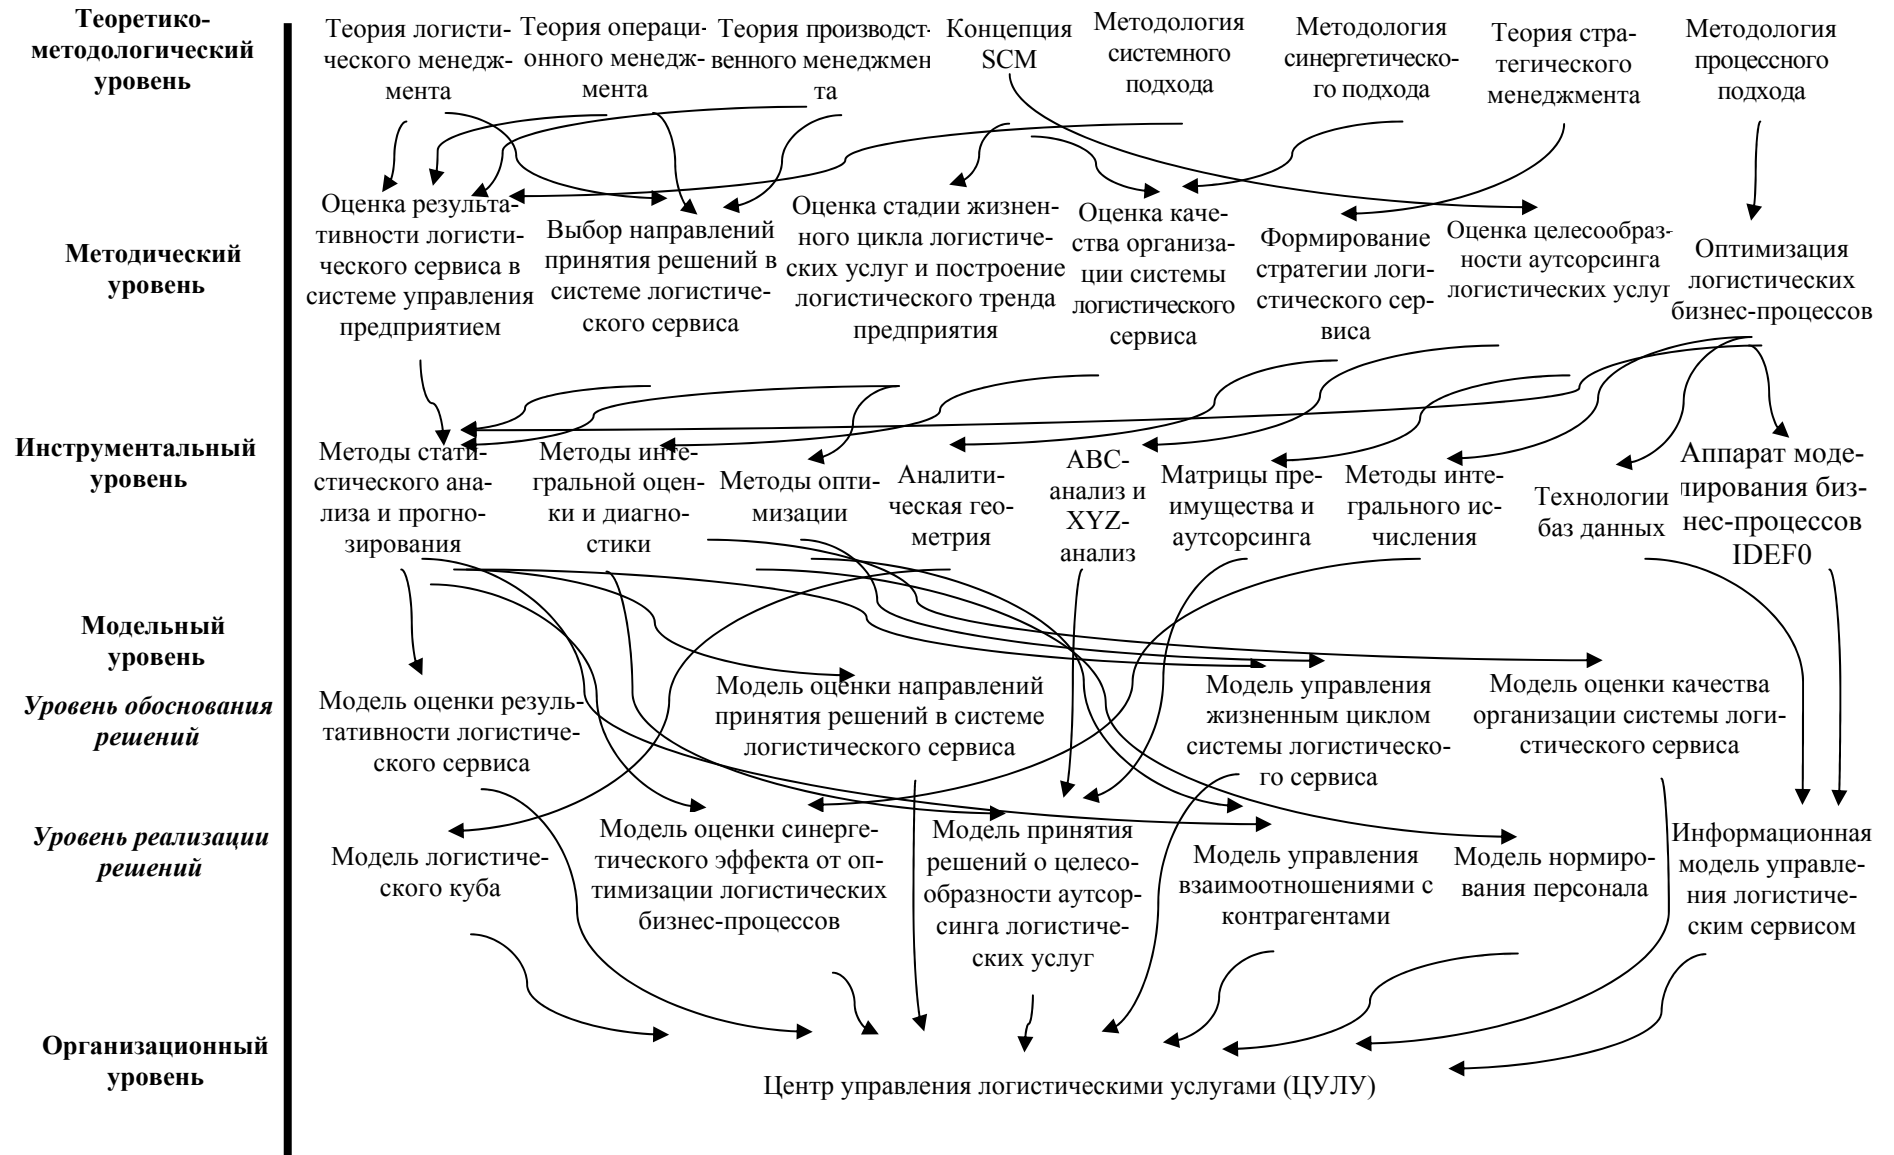 Теоретико-
методологический
уровень
Теория логисти-
ческого менедж-
мента
Теория операци-
онного менедж-
мента
Теория производст-
венного менеджмен
та
Концепция
SCM
Методология
системного
подхода
Методология
синергетическо-
го подхода
Теория стра-
тегического
менеджмента
Методология
процессного
подхода
Методический
уровень
Оценка результа-
тивности логисти-
ческого сервиса в
системе управления
предприятием
Выбор направлений
принятия решений в
системе логистиче-
ского сервиса
Оценка стадии жизнен-
ного цикла логистиче-
ских услуг и построение
логистического тренда
предприятия
Оценка каче-
ства организа-
ции системы
логистического
сервиса
Формирование
стратегии логи-
стического сер-
виса
Оценка целесообраз-
ности аутсорсинга
логистических услуг
Оптимизация
логистических
бизнес-процессов
Инструментальный
уровень
Методы стати-
стического ана-
лиза и прогно-
зирования
Методы инте-
гральной оцен-
ки и диагно-
стики
Методы опти-
мизации
Аналити-
ческая гео-
метрия
ABC-
анализ и
XYZ-
анализ
Матрицы пре-
имущества и
аутсорсинга
Методы инте-
грального ис-
числения
Технологии
баз данных
Аппарат моде-
лирования биз-
нес-процессов
IDEF0
Модельный
уровень
Уровень обоснования
решений
Модель оценки резуль-
тативности логистиче-
ского сервиса
Модель оценки направлений
принятия решений в системе
логистического сервиса
Модель управления
жизненным циклом
системы логистическо-
го сервиса
Модель оценки качества
организации системы логи-
стического сервиса
Уровень реализации
решений
Модель логистиче-
ского куба
Модель оценки синерге-
тического эффекта от оп-
тимизации логистических
бизнес-процессов
Модель принятия
решений о целесо-
образности аутсор-
синга логистиче-
ских услуг
Модель управления
взаимоотношениями с
контрагентами
Модель нормиро-
вания персонала
Информационная
модель управле-
ния логистиче-
ским сервисом
Организационный
уровень
Центр управления логистическими услугами (ЦУЛУ)